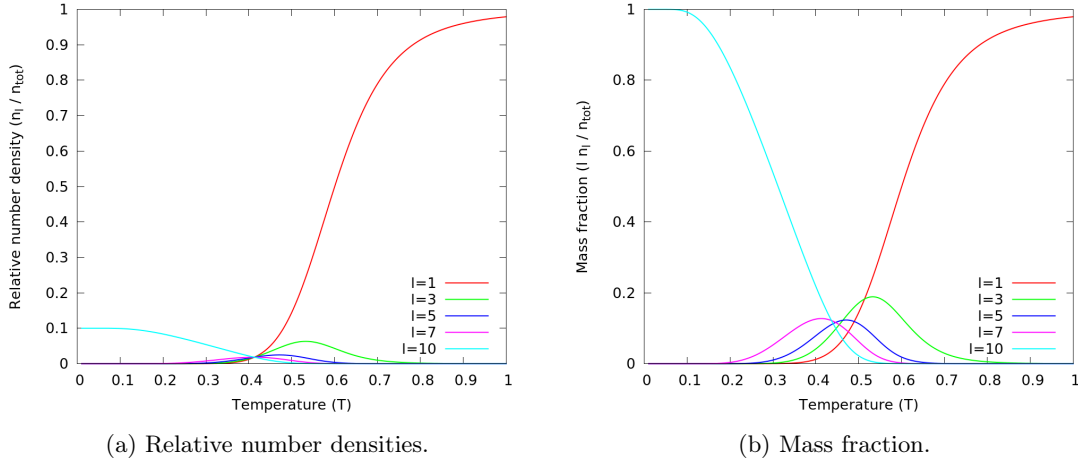 1
0.9
0.8
0.7
0.6
0.5
0.4
0.3
0.2
0.1
0
Relative number density (n_l / n_tot)
0 0.1 0.2 0.3 0.4 0.5 0.6 0.7 0.8 0.9 1
Temperature (T)
l=1
l=3
l=5
l=7
l=10
(a) Relative number densities.
1
0.8
0.6
0.4
0.2
0
Mass fraction (l n_l / n_tot)
0 0.1 0.2 0.3 0.4 0.5 0.6 0.7 0.8 0.9 1
Temperature (T)
l=1
l=3
l=5
l=7
l=10
(b) Mass fraction.